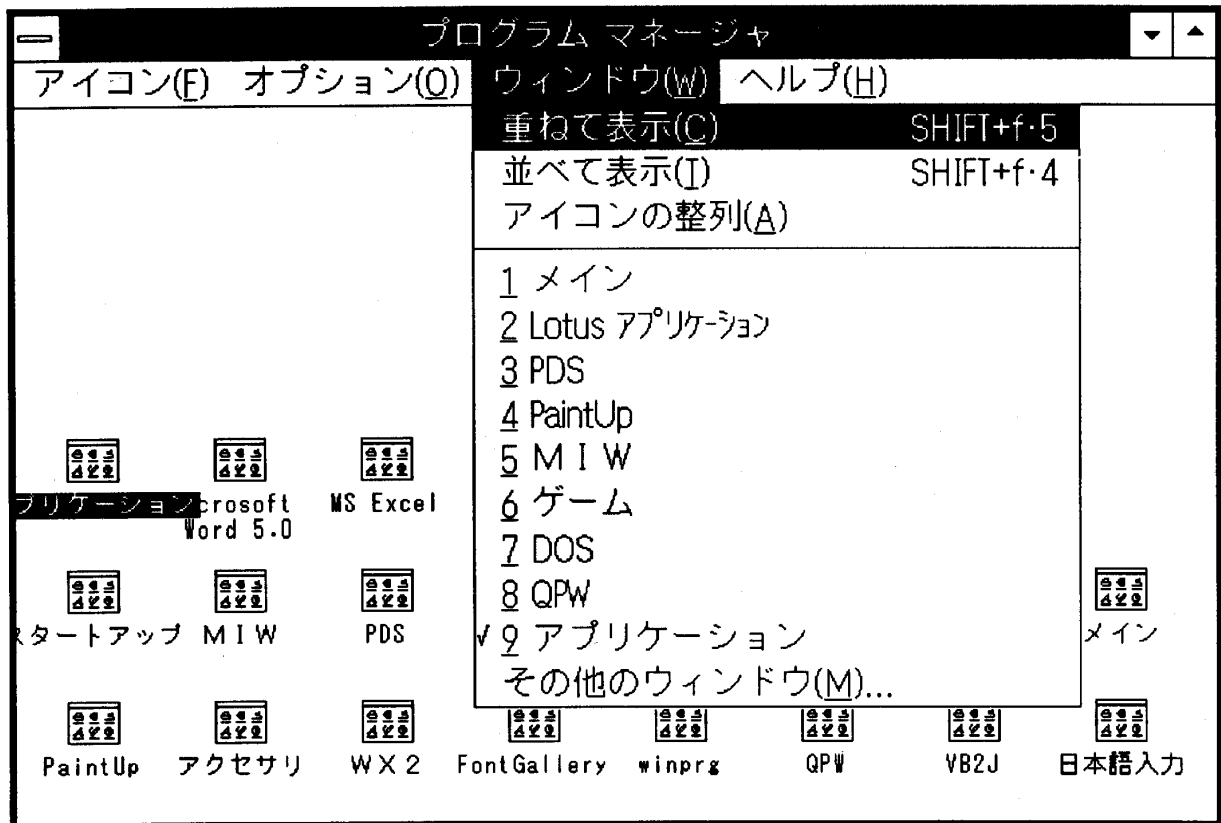 プログラム マネージャ
アイコン(F) オプション(O) ウィンドウ(W) ヘルプ(H)
重ねて表示(C) SHIFT+f·5
並べて表示(T) SHIFT+f·4
アイコンの整列(A)
1 メイン
2 Lotus アプリケーション
3 PDS
4 PaintUp
5 MIW
6 ゲーム
7 DOS
8 QPW
√ 9 アプリケーション
その他のウィンドウ(M)...
プリケーション crosoft MS Excel
Word 5.0
スタートアップ MIW PDS メイン
PaintUp アクセサリ WX2 FontGallery winprg QPW VB2J 日本語入力